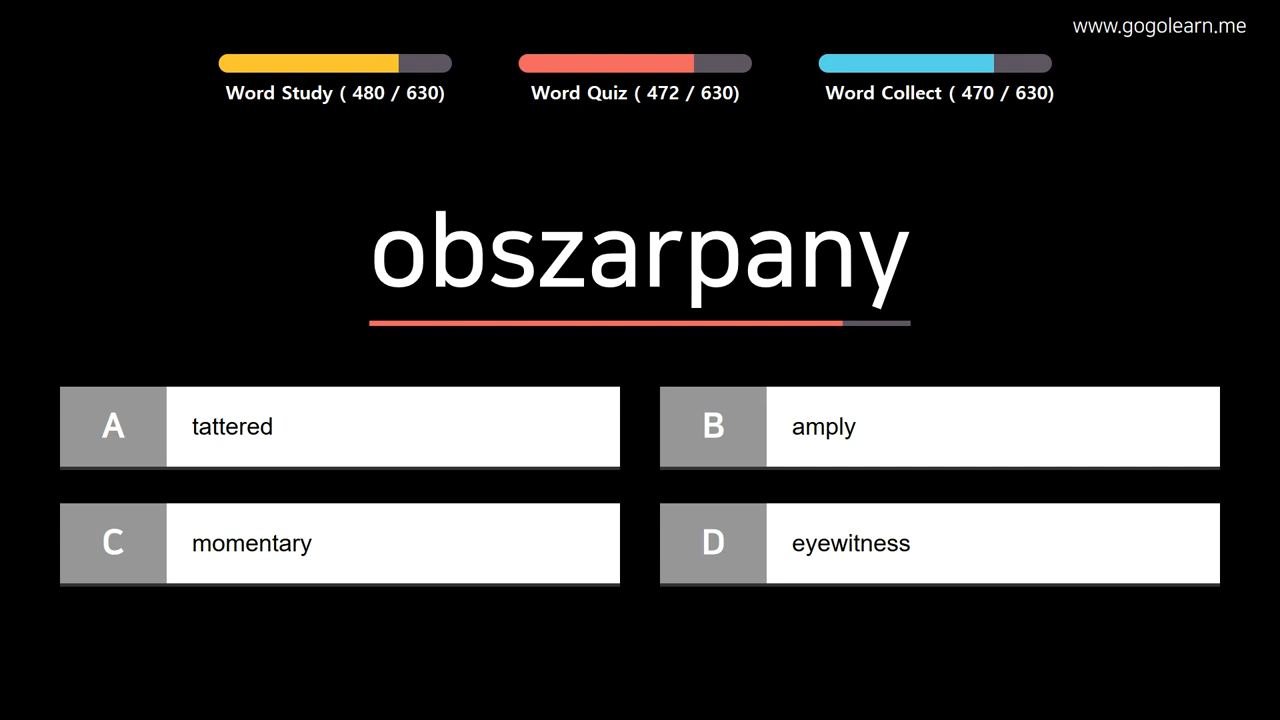 www.gogolearn.me
Word Study ( 480 / 630)
Word Quiz ( 472 / 630)
Word Collect ( 470 / 630)
obszarpany
A tattered
B amply
C momentary
D eyewitness